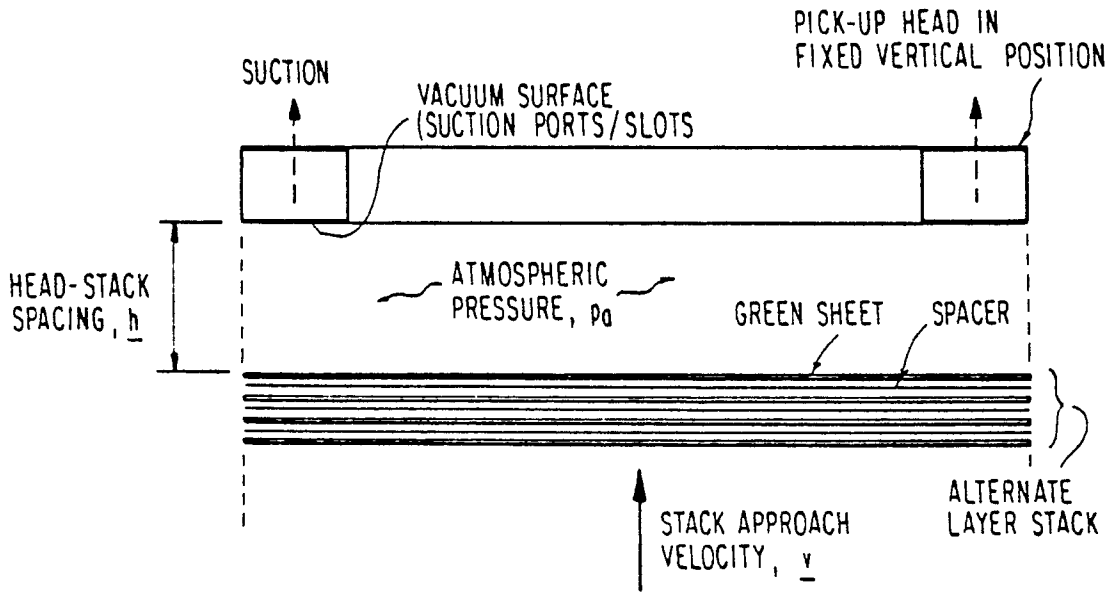 PICK-UP HEAD IN
FIXED VERTICAL POSITION
SUCTION
VACUUM SURFACE
(SUCTION PORTS/SLOTS
HEAD-STACK
SPACING, h
ATMOSPHERIC
PRESSURE, pa
GREEN SHEET
SPACER
STACK APPROACH
VELOCITY, v
ALTERNATE
LAYER STACK